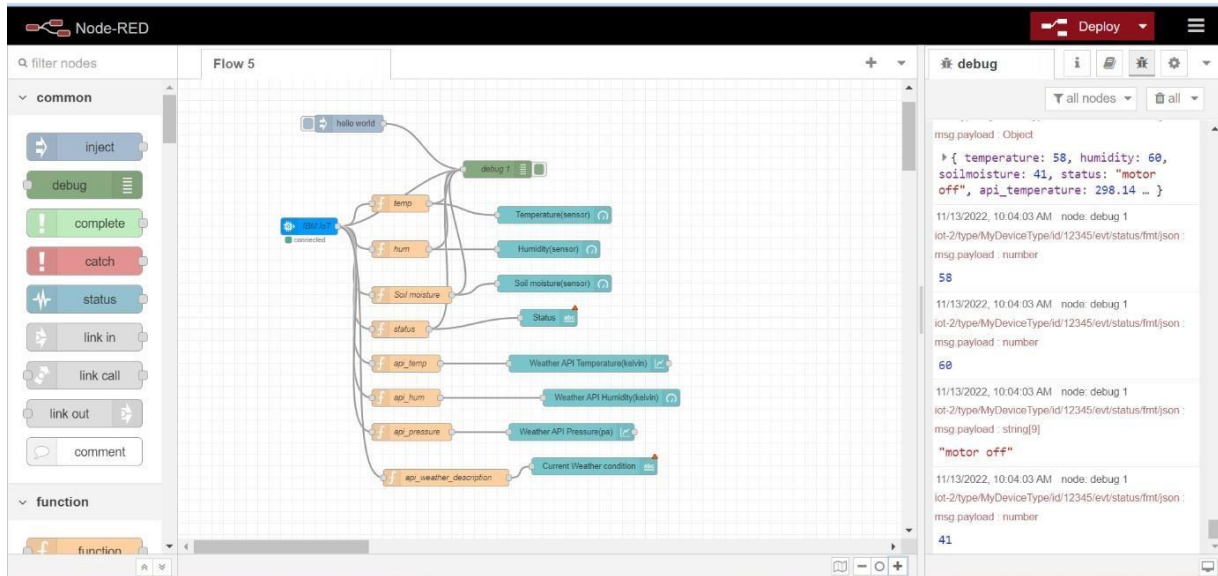 Node-RED
Deploy
filter nodes
common
inject
debug
complete
catch
status
link in
link call
link out
comment
function
function
Flow 5
hello world
debug 1
IBM IoT
connected
temp
Temperature(sensor)
hum
Humidity(sensor)
Soil moisture
Soil moisture(sensor)
status
Status abc
api_temp
Weather API Temperature(kelvin)
api_hum
Weather API Humidity(kelvin)
api_pressure
Weather API Pressure(pa)
api_weather_description
Current Weather condition abc
debug
i
all nodes
all
msg.payload : Object
{ temperature: 58, humidity: 60,
soilmoisture: 41, status: "motor
off", api_temperature: 298.14 … }
11/13/2022, 10:04:03 AM node: debug 1
iot-2/type/MyDeviceType/id/12345/evt/status/fmt/json :
msg.payload : number
58
11/13/2022, 10:04:03 AM node: debug 1
iot-2/type/MyDeviceType/id/12345/evt/status/fmt/json :
msg.payload : number
60
11/13/2022, 10:04:03 AM node: debug 1
iot-2/type/MyDeviceType/id/12345/evt/status/fmt/json :
msg.payload : string[9]
"motor off"
11/13/2022, 10:04:03 AM node: debug 1
iot-2/type/MyDeviceType/id/12345/evt/status/fmt/json :
msg.payload : number
41